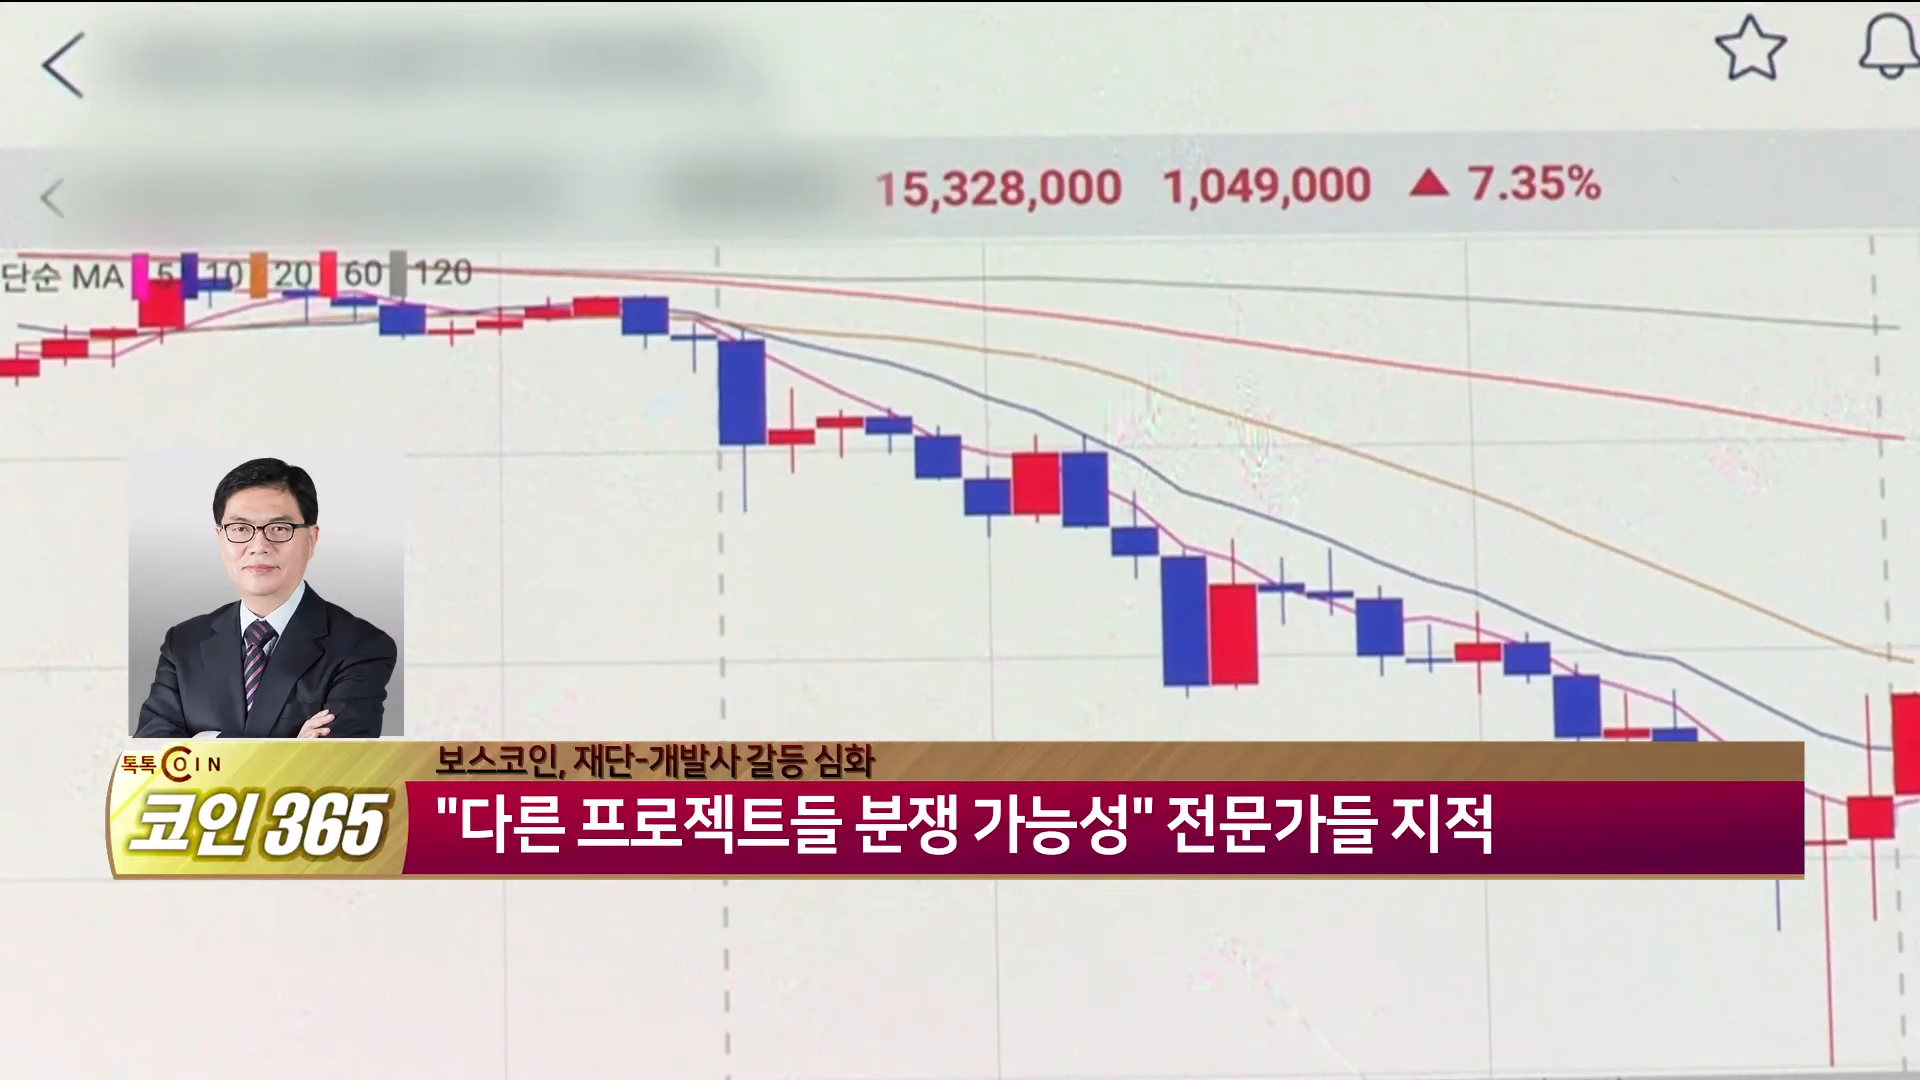 15,328,000 1,049,000 ▲ 7.35%
단순 MA 5 10 20 60 120
톡톡 COIN
코인 365
보스코인, 재단-개발사 갈등 심화
"다른 프로젝트들 분쟁 가능성" 전문가들 지적